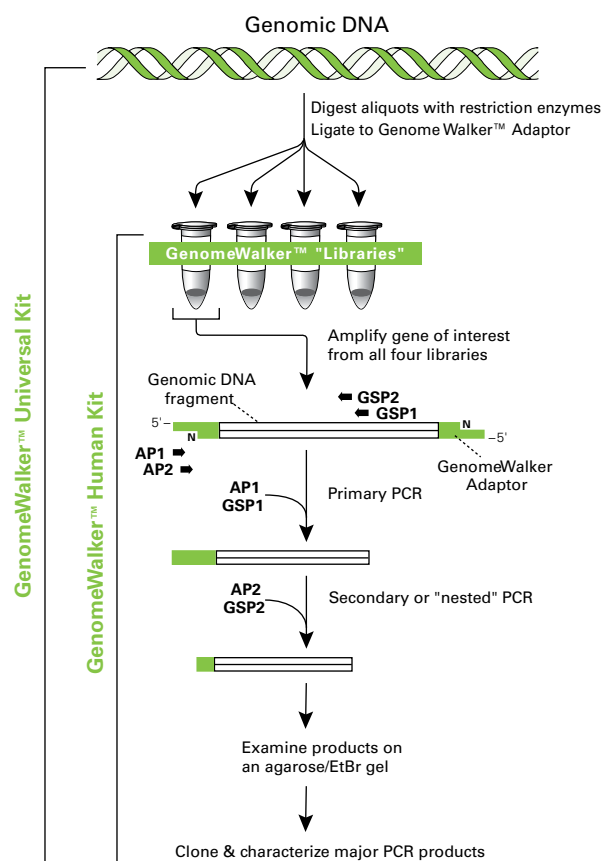 Genomic DNA
Digest aliquots with restriction enzymes
Ligate to Genome Walker™ Adaptor
GenomeWalker™ "Libraries"
Amplify gene of interest
from all four libraries
Genomic DNA
fragment
GSP2
GSP1
5'
N
N
5'
AP1
AP2
GenomeWalker
Adaptor
AP1
GSP1
Primary PCR
AP2
GSP2
Secondary or "nested" PCR
Examine products on
an agarose/EtBr gel
Clone & characterize major PCR products
GenomeWalker™ Universal Kit
GenomeWalker™ Human Kit